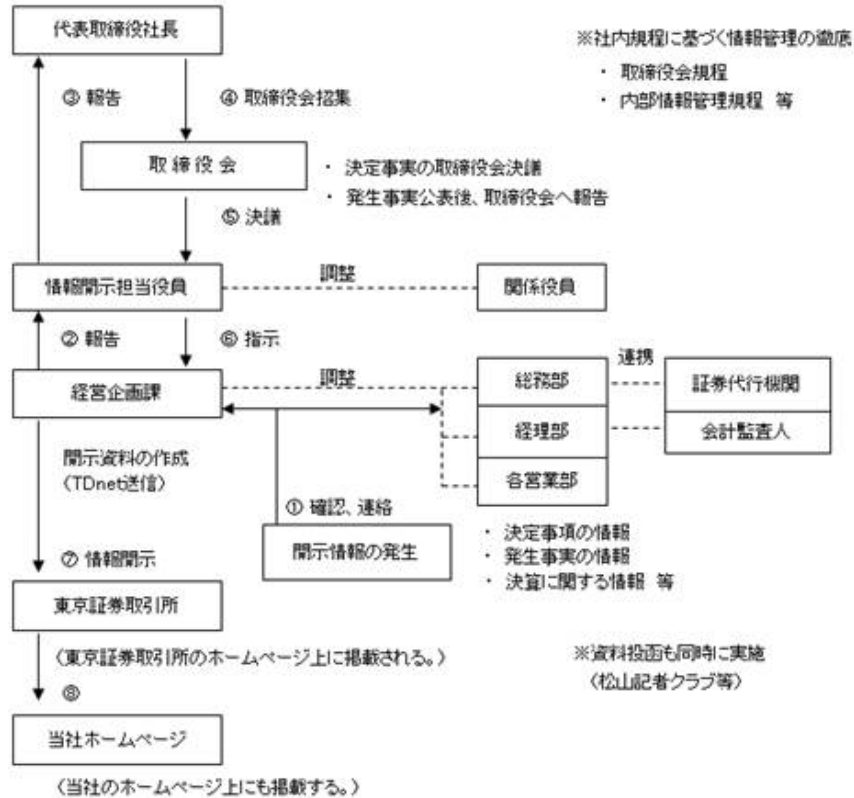 代表取締役社長
※社内規程に基づく情報管理の徹底
・ 取締役会規程
・ 内部情報管理規程 等
③ 報告
④ 取締役会招集
取 締 役 会
・ 決定事実の取締役会決議
・ 発生事実公表後、取締役会へ報告
⑤ 決議
情報開示担当役員
調整
関係役員
② 報告
⑥ 指示
経営企画課
調整
総務部
連携
証券代行機関
経理部
会計監査人
各営業部
開示資料の作成
(TDnet送信)
① 確認、連絡
開示情報の発生
・ 決定事項の情報
・ 発生事実の情報
・ 決算に関する情報 等
⑦ 情報開示
東京証券取引所
(東京証券取引所のホームページ上に掲載される。)
※資料投函も同時に実施
(松山記者クラブ等)
⑧
当社ホームページ
(当社のホームページ上にも掲載する。)